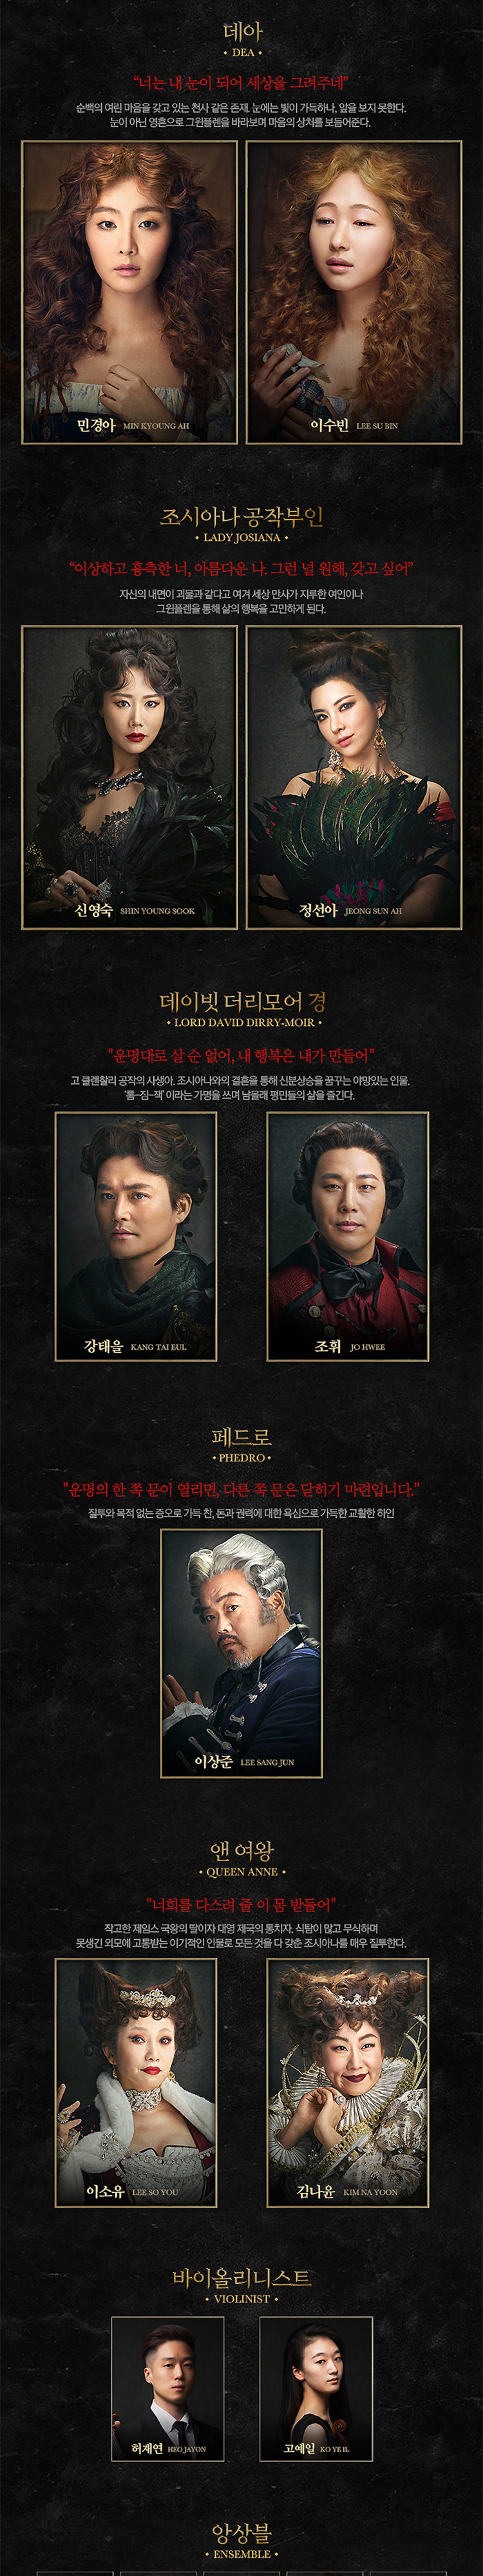 데아
• DEA •
“너는 내 눈이 되어 세상을 그려주네”
순백의 여린 마음을 갖고 있는 천사 같은 존재. 눈에는 빛이 가득하나, 앞을 보지 못한다.
눈이 아닌 영혼으로 그윈플렌을 바라보며 마음의 상처를 보듬어준다.
민경아 MIN KYOUNG AH
이수빈 LEE SU BIN
조시아나 공작부인
• LADY JOSIANA •
“이상하고 흉측한 너, 아름다운 나. 그런 널 원해, 갖고 싶어”
자신의 내면이 괴물과 같다고 여겨 세상 만사가 지루한 여인이나
그윈플렌을 통해 삶의 행복을 고민하게 된다.
신영숙 SHIN YOUNG SOOK
정선아 JEONG SUN AH
데이빗 더리모어 경
• LORD DAVID DIRRY-MOIR •
"운명대로 살 순 없어, 내 행복은 내가 만들어"
고 클랜찰리 공작의 사생아. 조시아나와의 결혼을 통해 신분상승을 꿈꾸는 야망있는 인물.
‘톰-짐-잭’ 이라는 가명을 쓰며 남몰래 평민들의 삶을 즐긴다.
강태을 KANG TAI EUL
조휘 JO HWEE
페드로
• PHEDRO •
"운명의 한 쪽 문이 열리면, 다른 쪽 문은 닫히기 마련입니다."
질투와 목적 없는 증오로 가득 찬, 돈과 권력에 대한 욕심으로 가득한 교활한 하인
이상준 LEE SANG JUN
앤 여왕
• QUEEN ANNE •
"너희를 다스려 줄 이 몸 받들어"
작고한 제임스 국왕의 딸이자 대영 제국의 통치자. 식탐이 많고 무식하며
못생긴 외모에 고통받는 이기적인 인물로 모든 것을 다 갖춘 조시아나를 매우 질투한다.
이소유 LEE SO YOU
김나윤 KIM NA YOON
바이올리니스트
• VIOLINIST •
허재연 HEO JAYON
고예일 KO YE IL
앙상블
• ENSEMBLE •